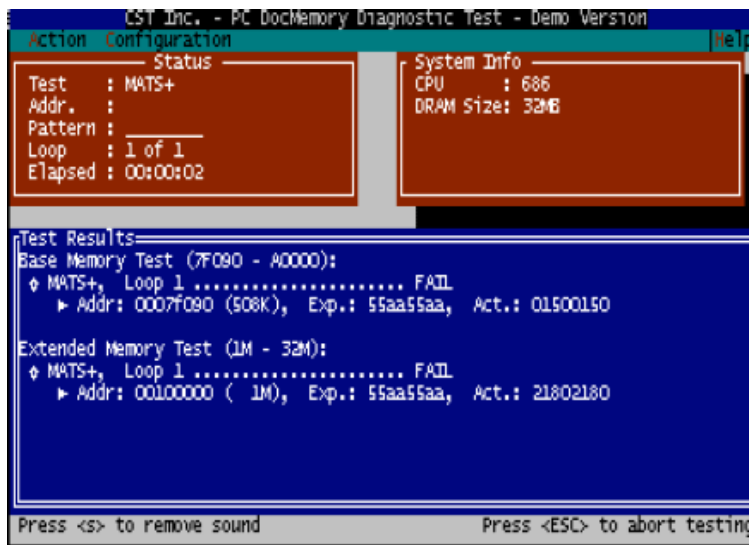 CST Inc. - PC DocMemory Diagnostic Test - Demo Version
Action Configuration Help
Status
Test : MATS+
Addr. :
Pattern : ________
Loop : 1 of 1
Elapsed : 00:00:02
System Info
CPU : 686
DRAM Size: 32MB
Test Results
Base Memory Test (7F090 - A0000):
MATS+, Loop 1 ...................... FAIL
► Addr: 0007f090 (508K), Exp.: 55aa55aa, Act.: 01500150
Extended Memory Test (1M - 32M):
MATS+, Loop 1 ...................... FAIL
► Addr: 00100000 ( 1M), Exp.: 55aa55aa, Act.: 21802180
Press <s> to remove sound
Press <ESC> to abort testing